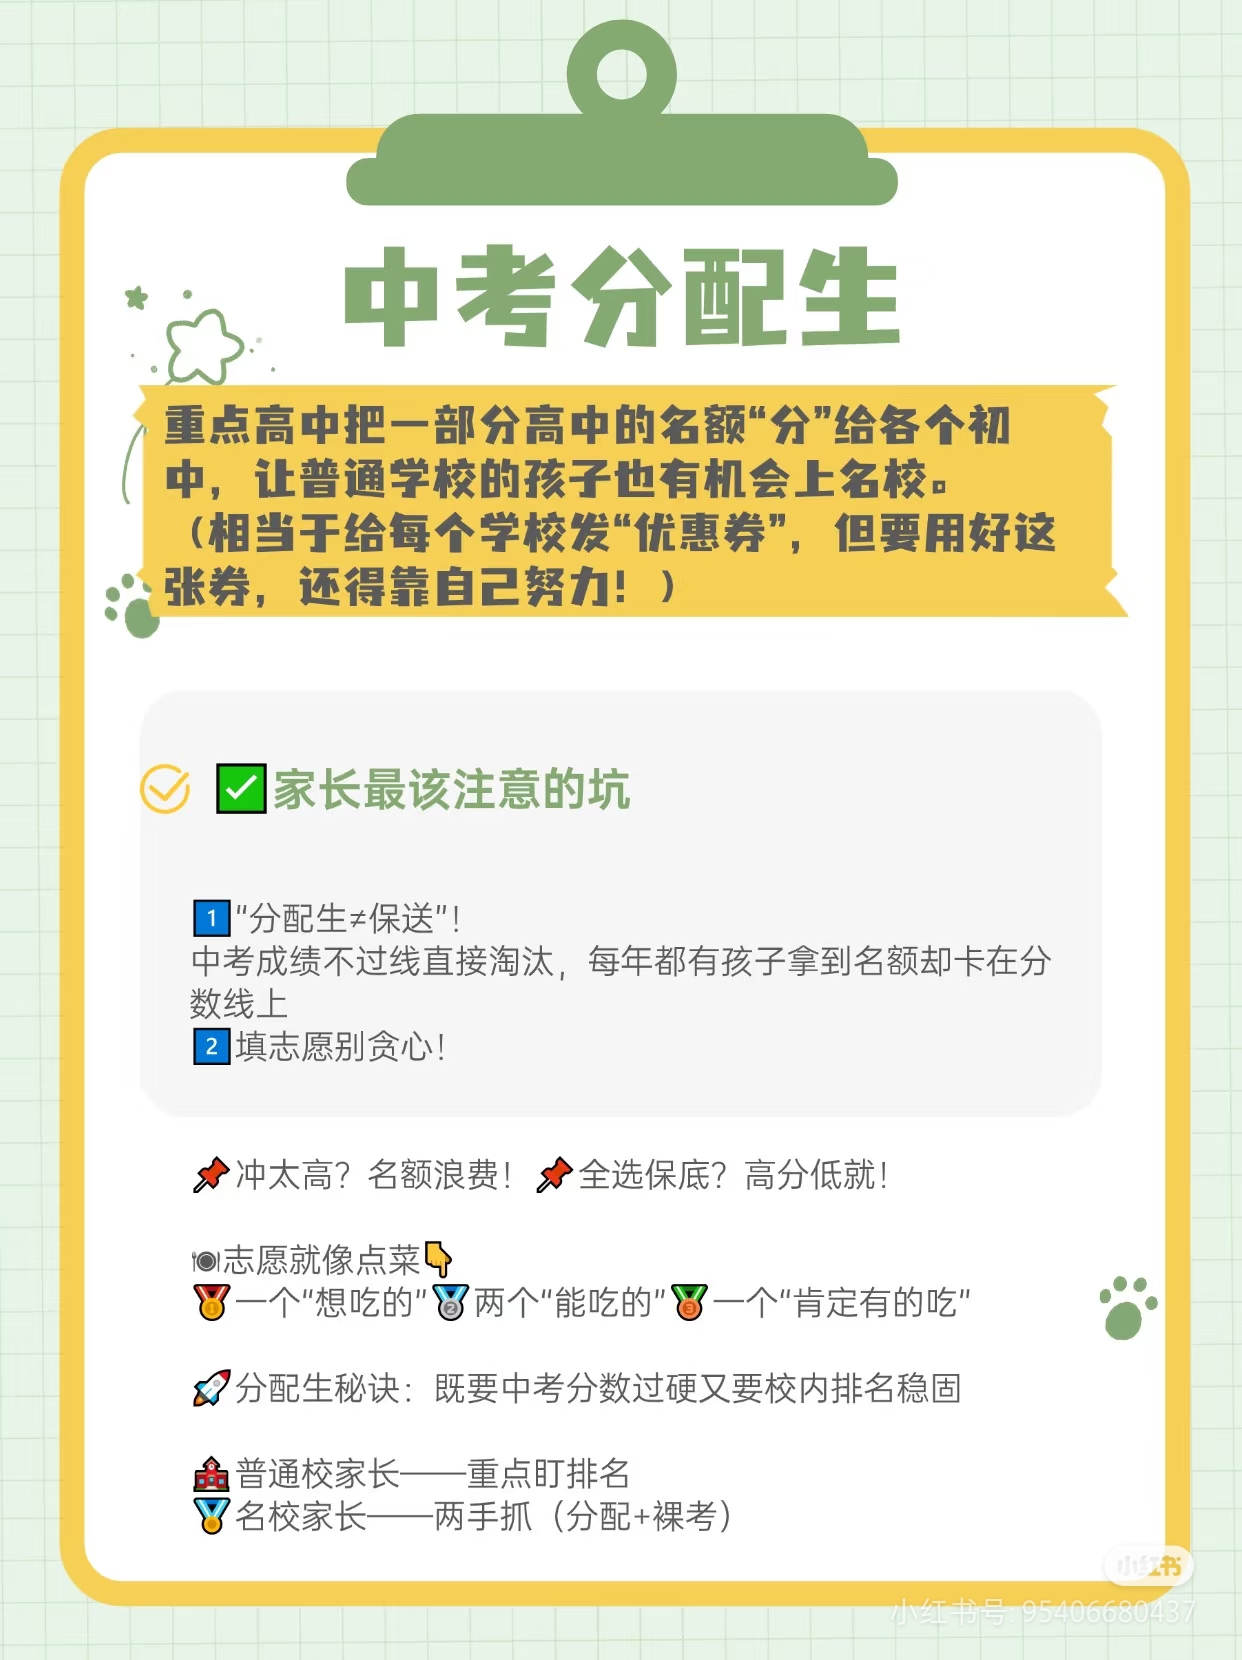 中考分配生
重点高中把一部分高中的名额“分”给各个初
中，让普通学校的孩子也有机会上名校。
（相当于给每个学校发“优惠券”，但要用好这
张券，还得靠自己努力！）
✅家长最该注意的坑
1️⃣“分配生≠保送”！
中考成绩不过线直接淘汰，每年都有孩子拿到名额却卡在分
数线上
2️⃣填志愿别贪心！
📌冲太高？名额浪费！📌全选保底？高分低就！
🍽志愿就像点菜👇
🥇一个“想吃的”🥈两个“能吃的”🥉一个“肯定有的吃”
🚀分配生秘诀：既要中考分数过硬又要校内排名稳固
🏫普通校家长——重点盯排名
🏅名校家长——两手抓（分配+裸考）
小红书
小红书号: 95406680437